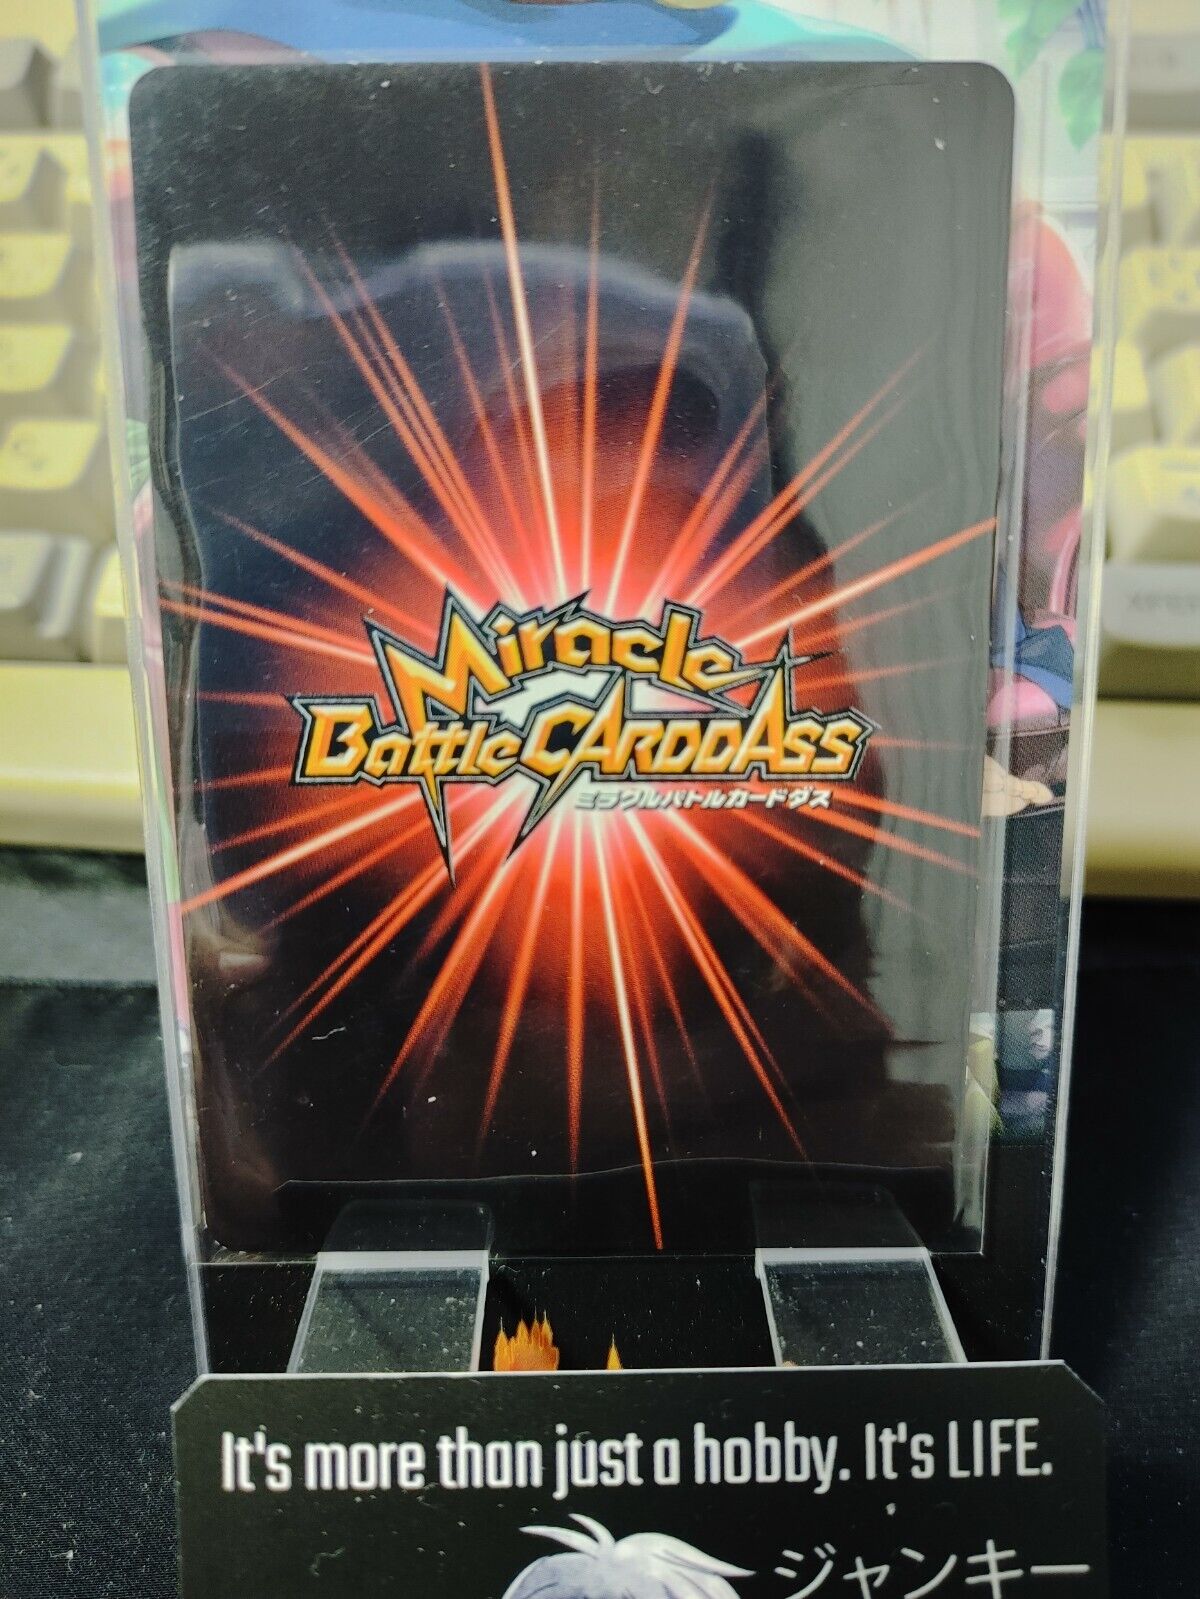 Miracle
Battle CARDDASS
ミラクルバトルカードダス
It's more than just a hobby. It's LIFE.
ジャンキー